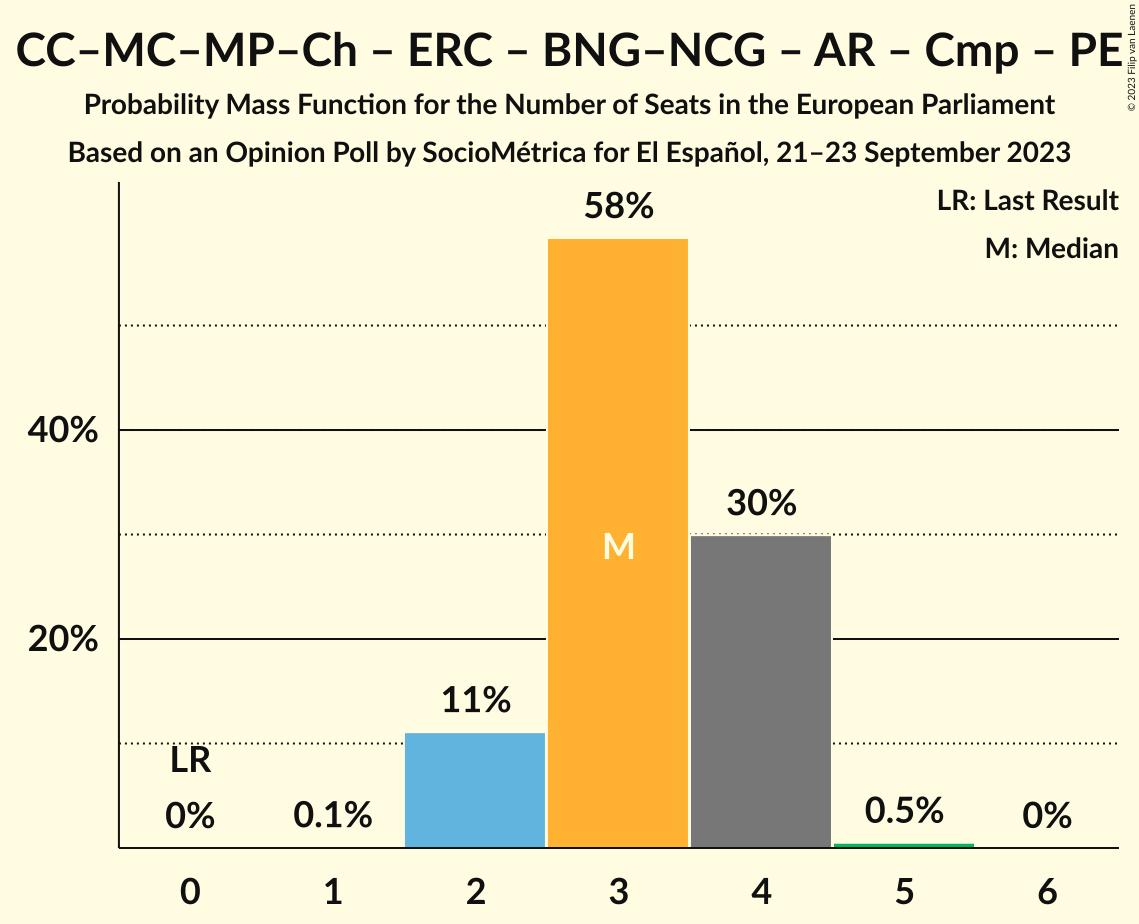 CC–MC–MP–Ch – ERC – BNG–NCG – AR – Cmp – PE
© 2023 Filip van Laenen
Probability Mass Function for the Number of Seats in the European Parliament
Based on an Opinion Poll by SocioMétrica for El Español, 21–23 September 2023
LR: Last Result
M: Median
58%
40%
30%
M
20%
11%
LR
0%
0.1%
0.5%
0%
0
1
2
3
4
5
6